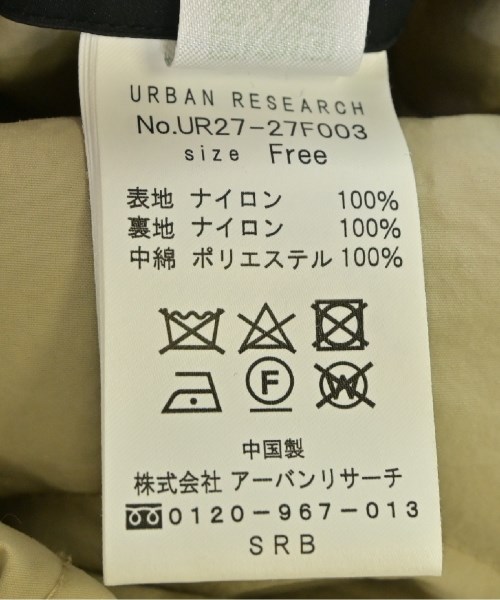 URBAN RESEARCH
No.UR27-27F003
size Free
表地 ナイロン 100%
裏地 ナイロン 100%
中綿 ポリエステル 100%
F W
中国製
株式会社 アーバンリサーチ
0120-967-013
SRB